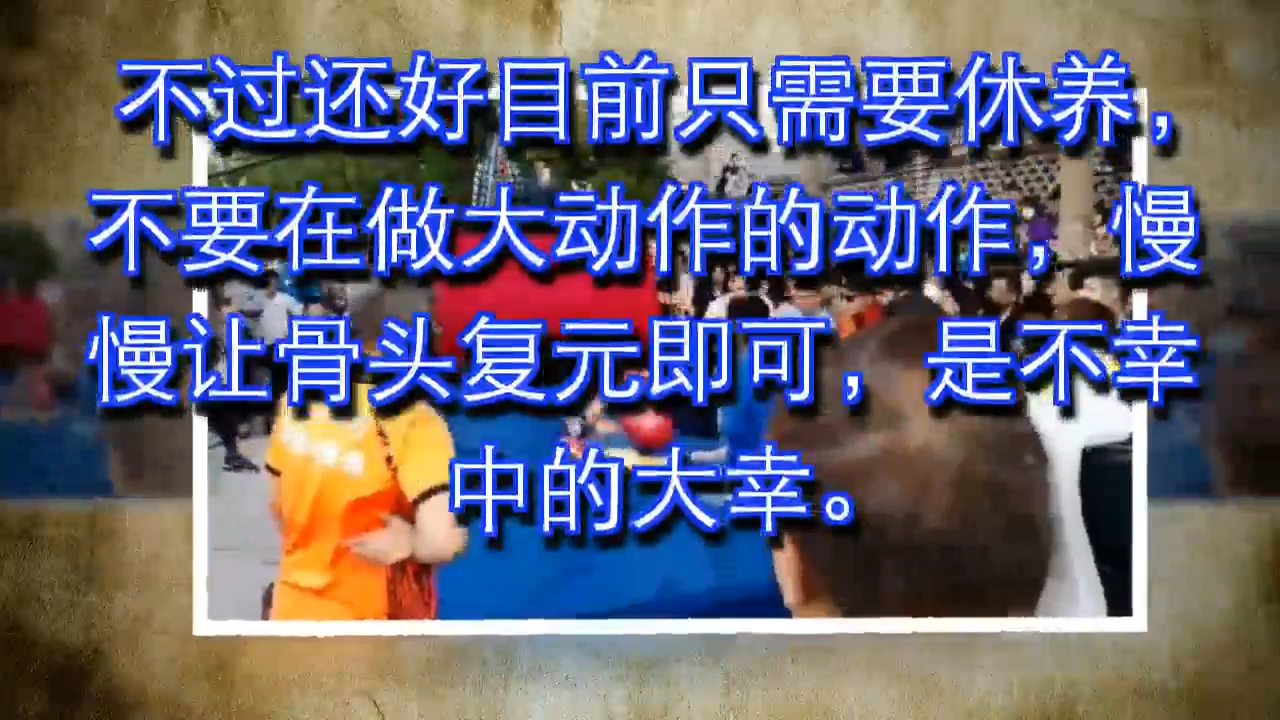 不过还好目前只需要休养，
不要在做大动作的动作，慢
慢让骨头复元即可，是不幸
中的大幸。